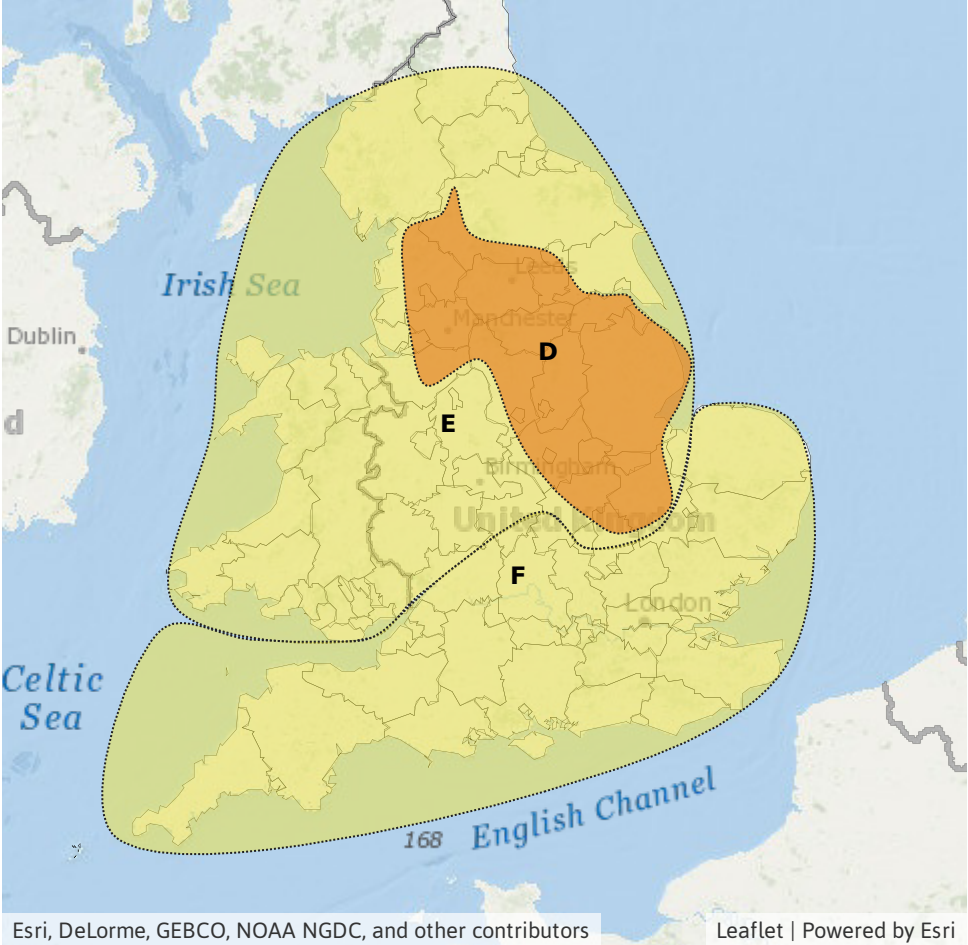 Irish Sea
Leeds
Manchester
Dublin
D
d
E
Birmingham
United Kingdom
F
London
Celtic
Sea
English Channel
168
Esri, DeLorme, GEBCO, NOAA NGDC, and other contributors
Leaflet | Powered by Esri